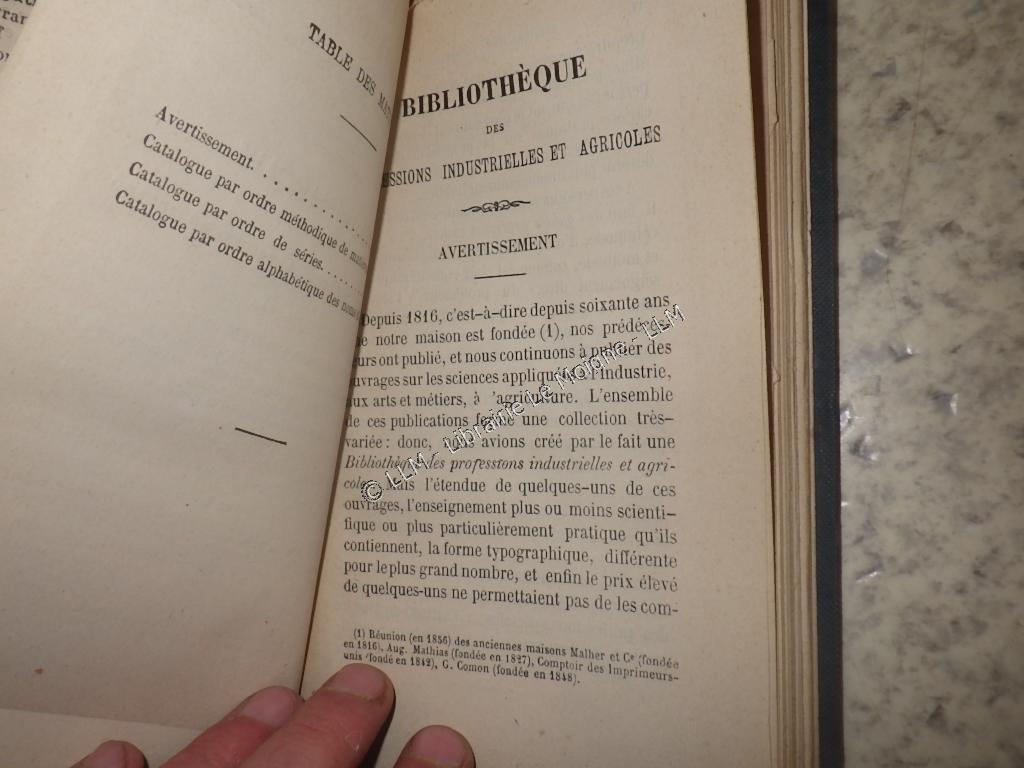 TABLE DES
Avertissement. . . . . . . . . .
Catalogue par ordre méthodique de
Catalogue par ordre de séries. . . .
Catalogue par ordre alphabétique des noms
BIBLIOTHÈQUE
DES
ESSIONS INDUSTRIELLES ET AGRICOLES
AVERTISSEMENT
Depuis 1816, c'est-à-dire depuis soixante ans
notre maison est fondée (1), nos prédéces-
eurs ont publié, et nous continuons à publier des
ouvrages sur les sciences appliquées à l'industrie,
aux arts et métiers, à l'agriculture. L'ensemble
de ces publications forme une collection très-
variée : donc, nous avions créé par le fait une
Bibliothèque des professions industrielles et agri-
coles. Mais l'étendue de quelques-uns de ces
ouvrages, l'enseignement plus ou moins scienti-
fique ou plus particulièrement pratique qu'ils
contiennent, la forme typographique, différente
pour le plus grand nombre, et enfin le prix élevé
de quelques-uns ne permettaient pas de les com-
(1) Réunion (en 1856) des anciennes maisons Malher et Ce (fondée
en 1816), Aug. Mathias (fondée en 1827), Comptoir des Imprimeurs-
unis (fondé en 1842), G. Comon (fondée en 1848).
© LLM - Librairie Le Moine - LLM